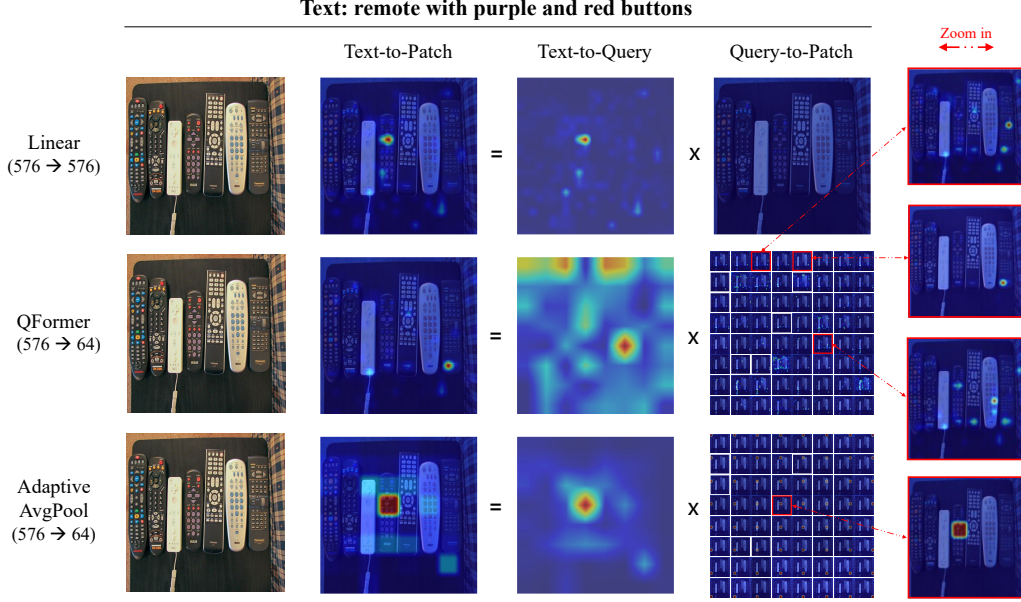 Text: remote with purple and red buttons
Text-to-Patch
Text-to-Query
Query-to-Patch
Zoom in
Linear
(576 → 576)
=
x
QFormer
(576 → 64)
=
x
Adaptive
AvgPool
(576 → 64)
=
x